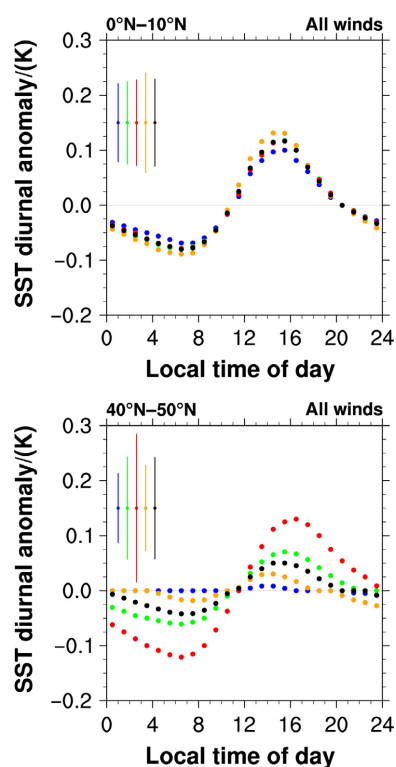 0°N−10°N All winds
0.3
0.2
0.1
0.0
−0.1
−0.2
SST diurnal anomaly/(K)
0 4 8 12 16 20 24
Local time of day
40°N−50°N All winds
0.3
0.2
0.1
0.0
−0.1
−0.2
SST diurnal anomaly/(K)
0 4 8 12 16 20 24
Local time of day